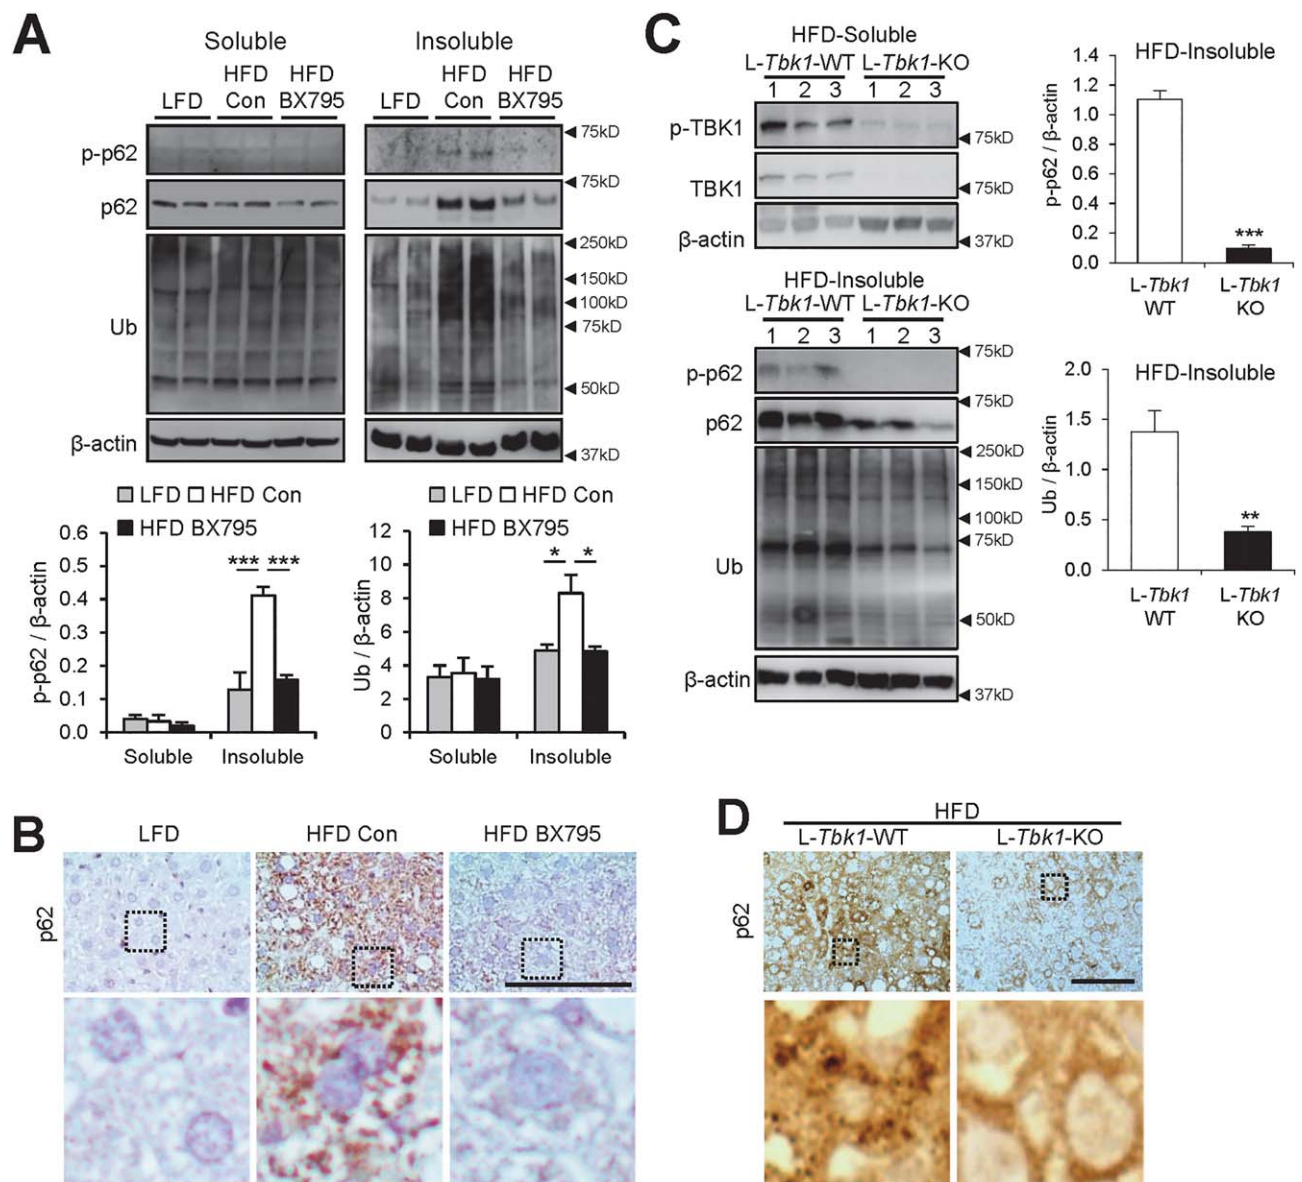 A
Soluble
Insoluble
LFD
HFD Con
HFD BX795
LFD
HFD Con
HFD BX795
p-p62
75kD
p62
75kD
Ub
250kD
150kD
100kD
75kD
50kD
β-actin
37kD
LFD HFD Con
HFD BX795
p-p62 / β-actin
0.6
0.5
0.4
0.3
0.2
0.1
0.0
*** ***
Soluble Insoluble
LFD HFD Con
HFD BX795
Ub / β-actin
12
10
8
6
4
2
0
* *
Soluble Insoluble
B
LFD HFD Con HFD BX795
p62
C
HFD-Soluble
L-Tbk1-WT L-Tbk1-KO
1 2 3 1 2 3
p-TBK1
75kD
TBK1
75kD
β-actin
37kD
HFD-Insoluble
L-Tbk1-WT L-Tbk1-KO
1 2 3 1 2 3
p-p62
75kD
p62
75kD
Ub
250kD
150kD
100kD
75kD
50kD
β-actin
37kD
HFD-Insoluble
p-p62 / β-actin
1.4
1.2
1.0
0.8
0.6
0.4
0.2
0.0
***
L-Tbk1 WT
L-Tbk1 KO
HFD-Insoluble
Ub / β-actin
2.0
1.5
1.0
0.5
0.0
**
L-Tbk1 WT
L-Tbk1 KO
D
HFD
L-Tbk1-WT L-Tbk1-KO
p62